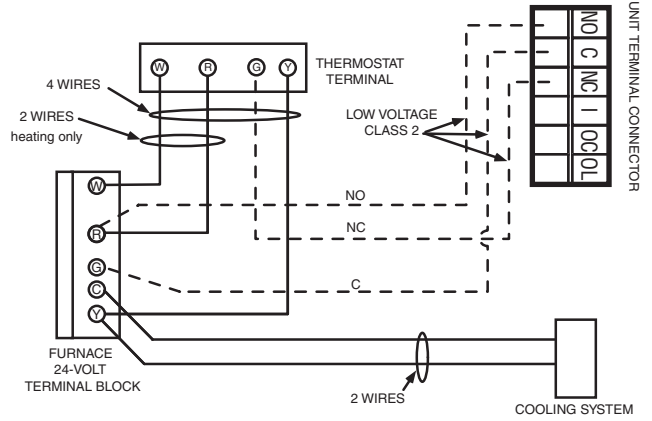 THERMOSTAT
TERMINAL
W
R
G
Y
4 WIRES
2 WIRES
heating only
LOW VOLTAGE
CLASS 2
UNIT TERMINAL CONNECTOR
NO
C
NC
I
OC
OL
W
R
G
C
Y
NO
NC
C
FURNACE
24-VOLT
TERMINAL BLOCK
2 WIRES
COOLING SYSTEM